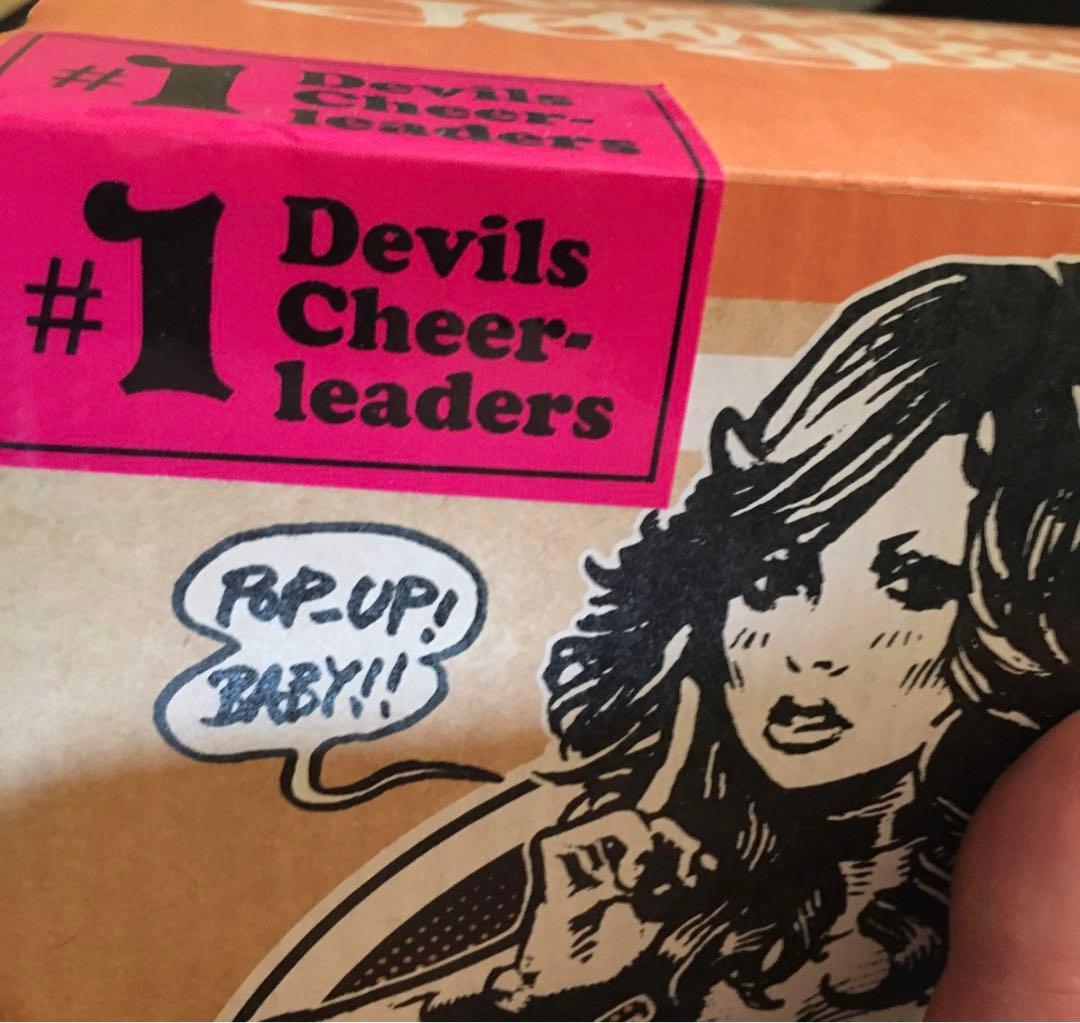 #1 Devils
Cheer-
leaders
#1 Devils
Cheer-
leaders
POP-UP!
BABY!!